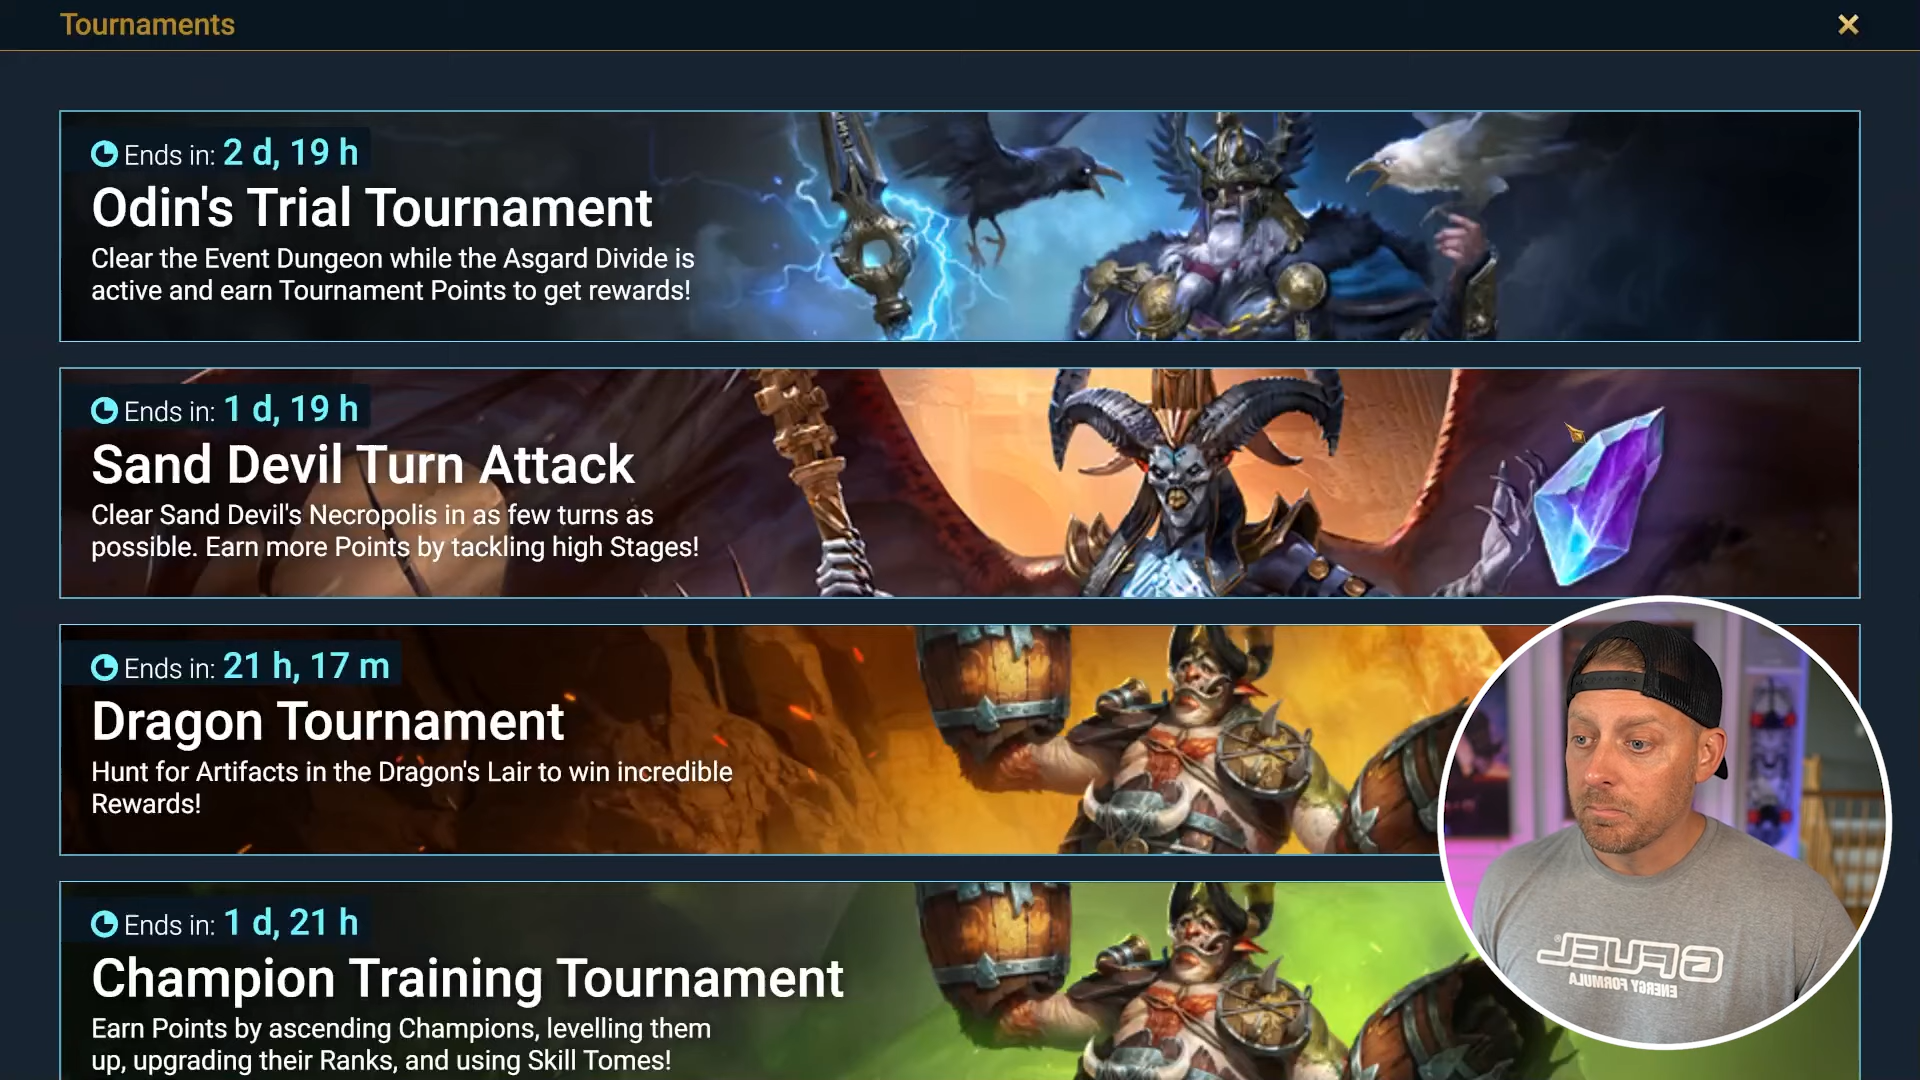 Tournaments
Ends in: 2 d, 19 h
Odin's Trial Tournament
Clear the Event Dungeon while the Asgard Divide is
active and earn Tournament Points to get rewards!
Ends in: 1 d, 19 h
Sand Devil Turn Attack
Clear Sand Devil's Necropolis in as few turns as
possible. Earn more Points by tackling high Stages!
Ends in: 21 h, 17 m
Dragon Tournament
Hunt for Artifacts in the Dragon's Lair to win incredible
Rewards!
Ends in: 1 d, 21 h
Champion Training Tournament
Earn Points by ascending Champions, levelling them
up, upgrading their Ranks, and using Skill Tomes!
GFUEL
ENERGY FORMULA